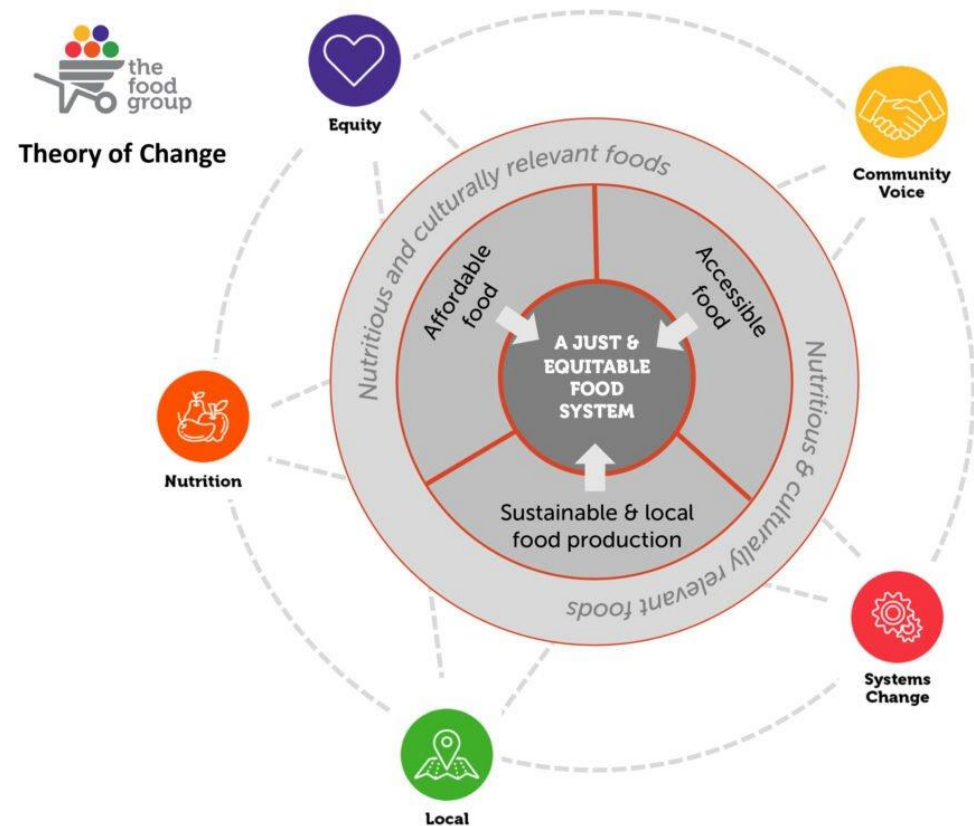 the
food
group
Theory of Change
Equity
Community
Voice
Nutritious and culturally relevant foods
Affordable
food
Accessible
food
A JUST &
EQUITABLE
FOOD
SYSTEM
Nutritious & culturally relevant foods
Nutrition
Sustainable & local
food production
Systems
Change
Local